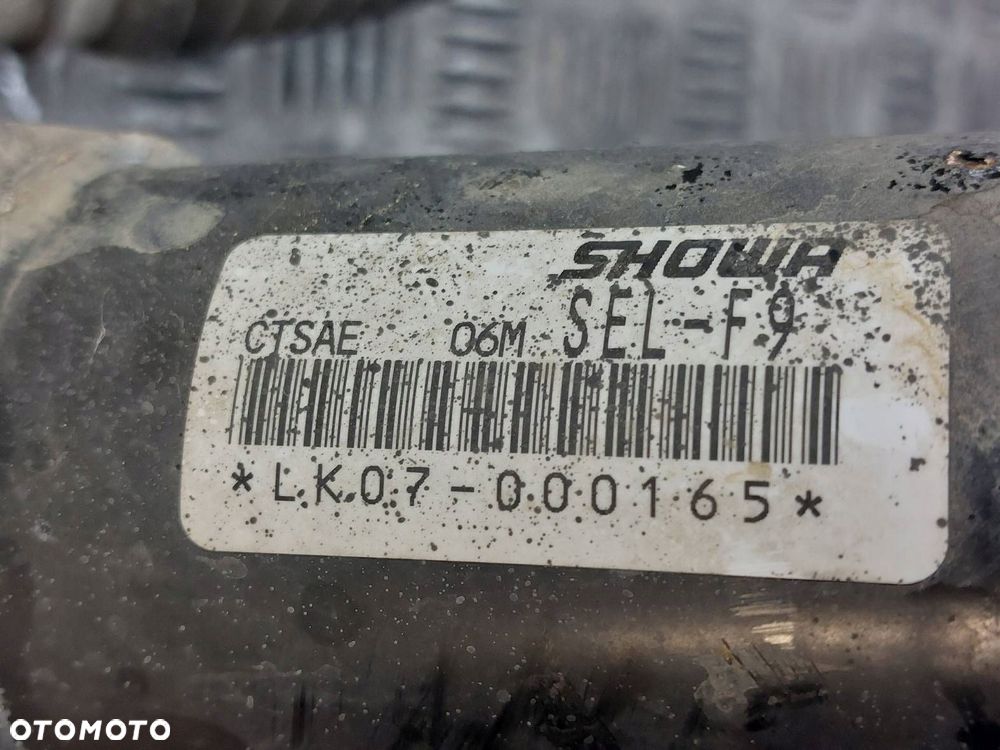 SHOWA
CTSAE 06M SEL-F9
*LK07-000165*
OTOMOTO